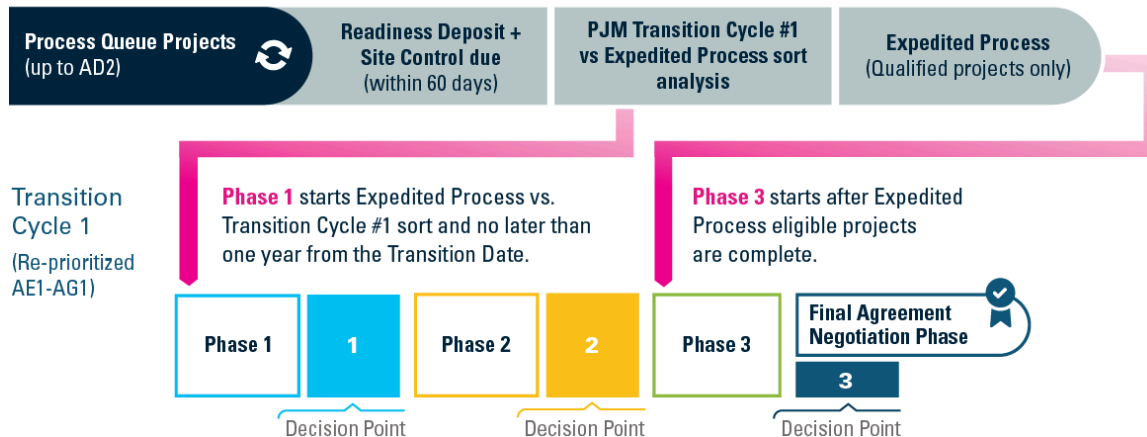 Process Queue Projects
(up to AD2)
Readiness Deposit +
Site Control due
(within 60 days)
PJM Transition Cycle #1
vs Expedited Process sort
analysis
Expedited Process
(Qualified projects only)
Transition
Cycle 1
(Re-prioritized
AE1-AG1)
Phase 1 starts Expedited Process vs.
Transition Cycle #1 sort and no later than
one year from the Transition Date.
Phase 3 starts after Expedited
Process eligible projects
are complete.
Phase 1
1
Phase 2
2
Phase 3
Final Agreement
Negotiation Phase
3
Decision Point
Decision Point
Decision Point